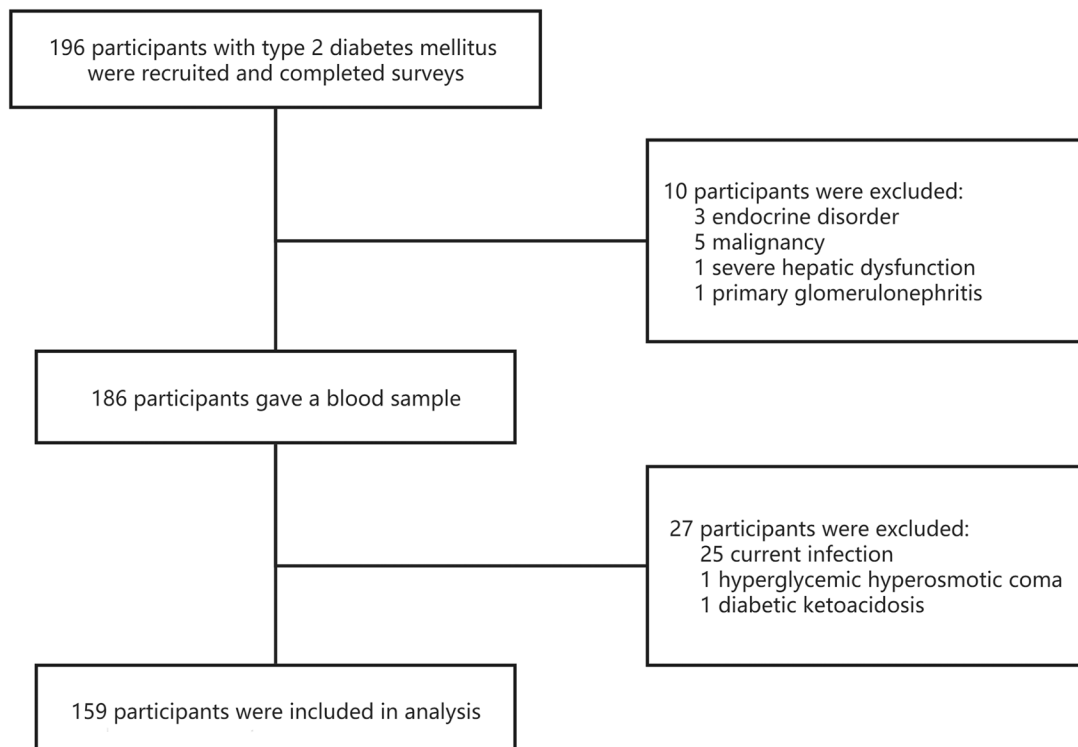 196 participants with type 2 diabetes mellitus
were recruited and completed surveys
10 participants were excluded:
3 endocrine disorder
5 malignancy
1 severe hepatic dysfunction
1 primary glomerulonephritis
186 participants gave a blood sample
27 participants were excluded:
25 current infection
1 hyperglycemic hyperosmotic coma
1 diabetic ketoacidosis
159 participants were included in analysis